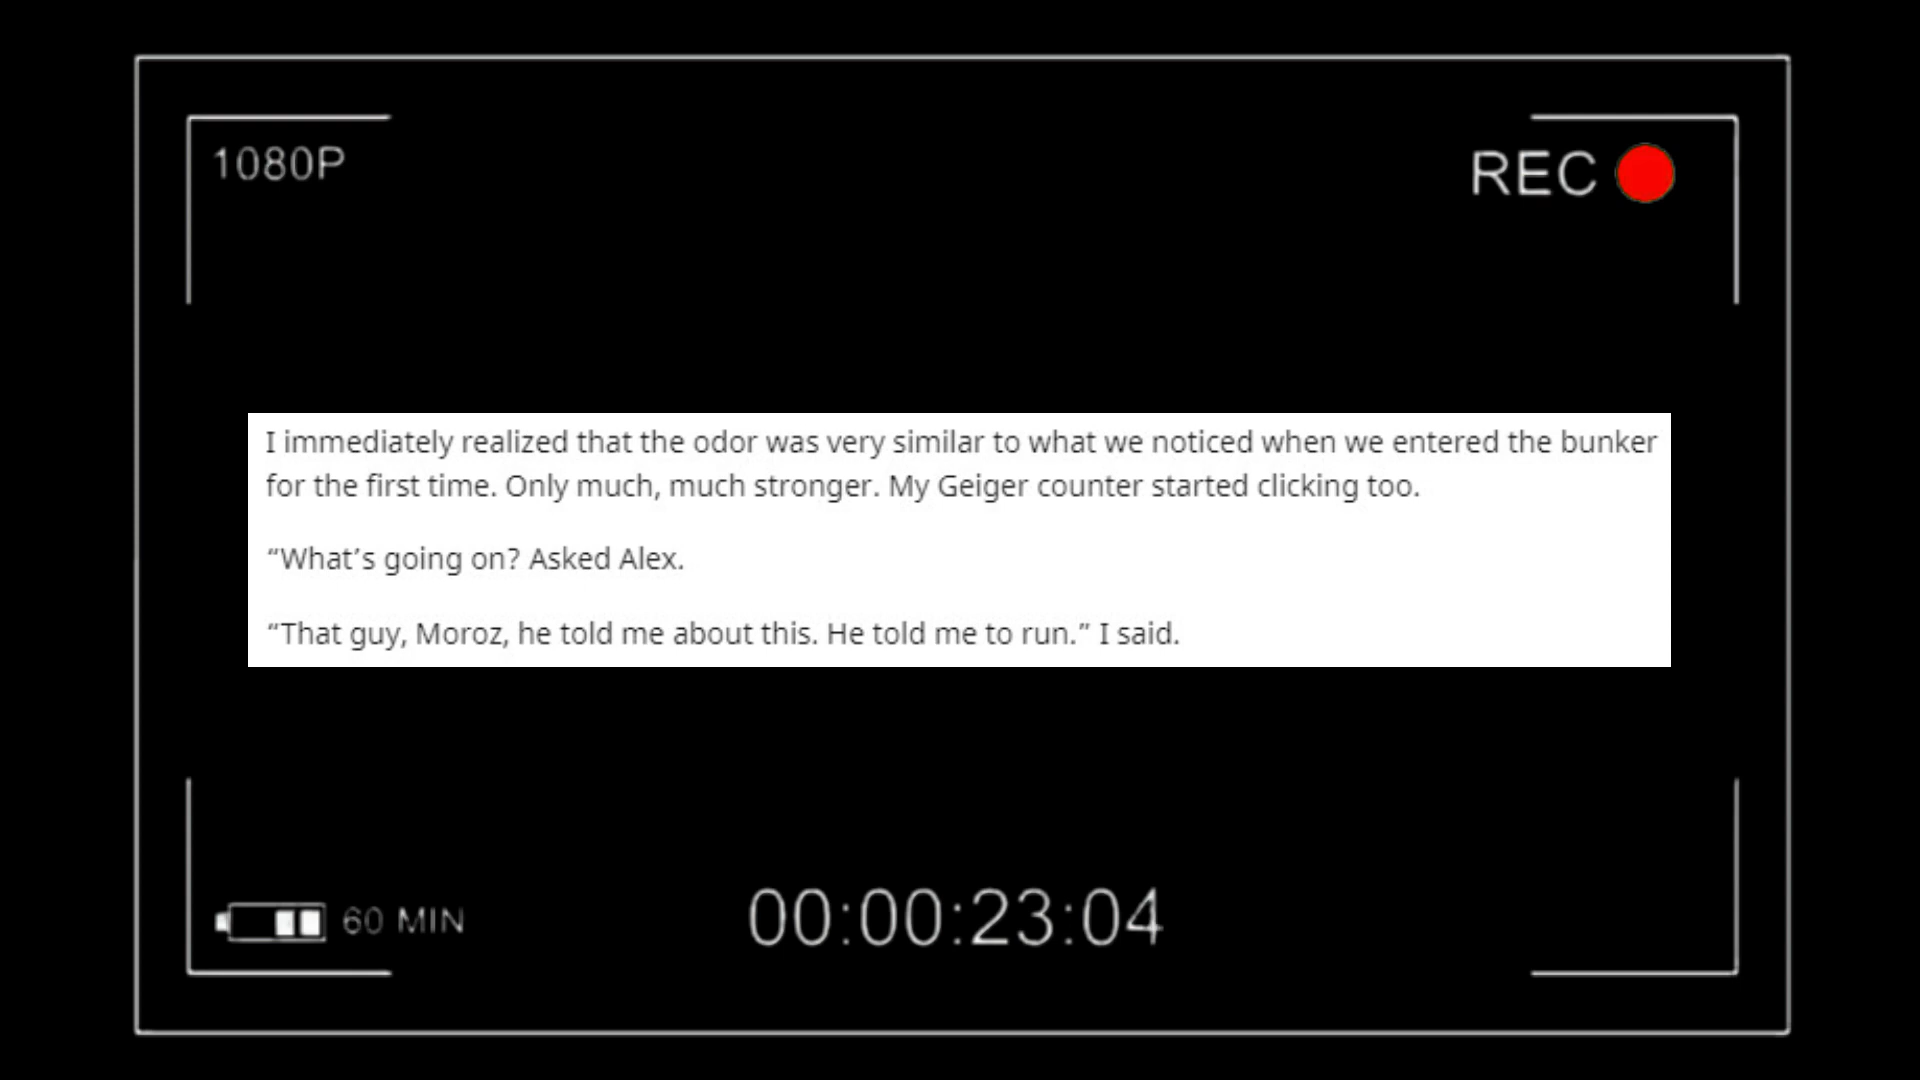 1080P
REC
I immediately realized that the odor was very similar to what we noticed when we entered the bunker
for the first time. Only much, much stronger. My Geiger counter started clicking too.
“What’s going on? Asked Alex.
“That guy, Moroz, he told me about this. He told me to run.” I said.
60 MIN
00:00:23:04